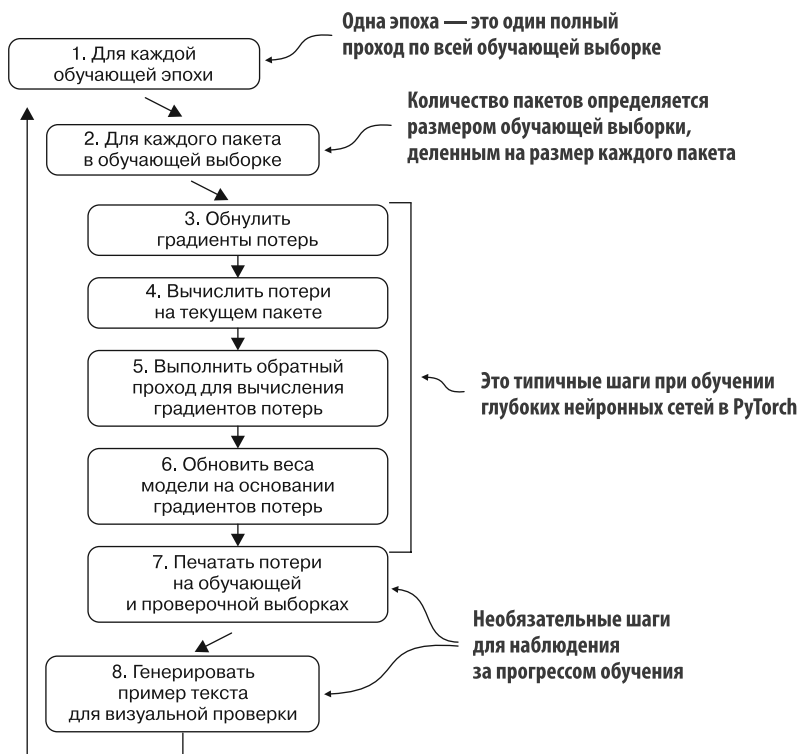 Одна эпоха — это один полный
проход по всей обучающей выборке
1. Для каждой
обучающей эпохи
Количество пакетов определяется
размером обучающей выборки,
деленным на размер каждого пакета
2. Для каждого пакета
в обучающей выборке
3. Обнулить
градиенты потерь
4. Вычислить потери
на текущем пакете
5. Выполнить обратный
проход для вычисления
градиентов потерь
Это типичные шаги при обучении
глубоких нейронных сетей в PyTorch
6. Обновить веса
модели на основании
градиентов потерь
7. Печатать потери
на обучающей
и проверочной выборках
Необязательные шаги
для наблюдения
за прогрессом обучения
8. Генерировать
пример текста
для визуальной проверки